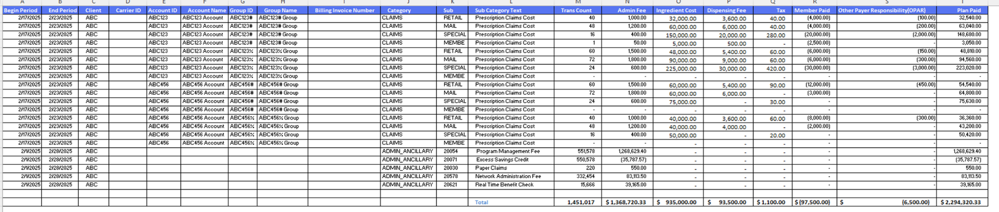 A B C D E F G H I J K L M N O P Q R S T
Begin Period End Period Client Carrier ID Account ID Account Name Group ID Group Name Billing Invoice Number Category Sub Sub Category Text Trans Count Admin Fee Ingredient Cost Dispensing Fee Tax Member Paid Other Payer Responsibility(OPAR) Plan Paid
2/17/2025 2/23/2025 ABC ABC123 ABC123 Account ABC123# ABC123# Group CLAIMS RETAIL Prescription Claims Cost 40 1,000.00 32,000.00 3,600.00 40.00 (4,000.00) (100.00) 32,540.00
2/17/2025 2/23/2025 ABC ABC123 ABC123 Account ABC123# ABC123# Group CLAIMS MAIL Prescription Claims Cost 48 1,200.00 60,000.00 6,000.00 40.00 (4,000.00) (200.00) 63,040.00
2/17/2025 2/23/2025 ABC ABC123 ABC123 Account ABC123# ABC123# Group CLAIMS SPECIAL Prescription Claims Cost 16 400.00 150,000.00 20,000.00 280.00 (20,000.00) (2,000.00) 148,680.00
2/17/2025 2/23/2025 ABC ABC123 ABC123 Account ABC123# ABC123# Group CLAIMS MEMBE Prescription Claims Cost 1 50.00 5,000.00 500.00 - (2,500.00) - 3,050.00
2/17/2025 2/23/2025 ABC ABC123 ABC123 Account ABC123% ABC123% Group CLAIMS RETAIL Prescription Claims Cost 60 1,500.00 48,000.00 5,400.00 60.00 (6,000.00) (150.00) 48,810.00
2/17/2025 2/23/2025 ABC ABC123 ABC123 Account ABC123% ABC123% Group CLAIMS MAIL Prescription Claims Cost 72 1,800.00 90,000.00 9,000.00 60.00 (6,000.00) (300.00) 94,560.00
2/17/2025 2/23/2025 ABC ABC123 ABC123 Account ABC123% ABC123% Group CLAIMS SPECIAL Prescription Claims Cost 24 600.00 225,000.00 30,000.00 420.00 (30,000.00) (3,000.00) 223,020.00
2/17/2025 2/23/2025 ABC ABC123 ABC123 Account ABC123% ABC123% Group CLAIMS MEMBE Prescription Claims Cost - - - - - - - -
2/17/2025 2/23/2025 ABC ABC456 ABC456 Account ABC456# ABC456# Group CLAIMS RETAIL Prescription Claims Cost 60 1,500.00 60,000.00 5,400.00 90.00 (12,000.00) (450.00) 54,540.00
2/17/2025 2/23/2025 ABC ABC456 ABC456 Account ABC456# ABC456# Group CLAIMS MAIL Prescription Claims Cost 72 1,800.00 60,000.00 6,000.00 - (3,000.00) - 64,800.00
2/17/2025 2/23/2025 ABC ABC456 ABC456 Account ABC456# ABC456# Group CLAIMS SPECIAL Prescription Claims Cost 24 600.00 75,000.00 - 30.00 - - 75,630.00
2/17/2025 2/23/2025 ABC ABC456 ABC456 Account ABC456# ABC456# Group CLAIMS MEMBE Prescription Claims Cost - - - - - - - -
2/17/2025 2/23/2025 ABC ABC456 ABC456 Account ABC456% ABC456% Group CLAIMS RETAIL Prescription Claims Cost 40 1,000.00 40,000.00 3,600.00 60.00 (8,000.00) (300.00) 36,360.00
2/17/2025 2/23/2025 ABC ABC456 ABC456 Account ABC456% ABC456% Group CLAIMS MAIL Prescription Claims Cost 48 1,200.00 40,000.00 4,000.00 - (2,000.00) - 43,200.00
2/17/2025 2/23/2025 ABC ABC456 ABC456 Account ABC456% ABC456% Group CLAIMS SPECIAL Prescription Claims Cost 16 400.00 50,000.00 - 20.00 - - 50,420.00
2/17/2025 2/23/2025 ABC ABC456 ABC456 Account ABC456% ABC456% Group CLAIMS MEMBE Prescription Claims Cost - - - - - - - -
2/1/2025 2/28/2025 ABC ADMIN_ANCILLARY 20054 Program Management Fee 551,578 1,268,629.40 - - - - - 1,268,629.40
2/1/2025 2/28/2025 ABC ADMIN_ANCILLARY 20071 Excess Savings Credit 550,578 (35,787.57) - - - - - (35,787.57)
2/1/2025 2/28/2025 ABC ADMIN_ANCILLARY 20030 Paper Claims 220 550.00 - - - - - 550.00
2/1/2025 2/28/2025 ABC ADMIN_ANCILLARY 20578 Network Administration Fee 332,454 83,113.50 - - - - - 83,113.50
2/1/2025 2/28/2025 ABC ADMIN_ANCILLARY 20621 Real Time Benefit Check 15,666 39,165.00 - - - - - 39,165.00
Total 1,451,017 $ 1,368,720.33 $ 935,000.00 $ 93,500.00 $ 1,100.00 $ (97,500.00) $ (6,500.00) $ 2,294,320.33